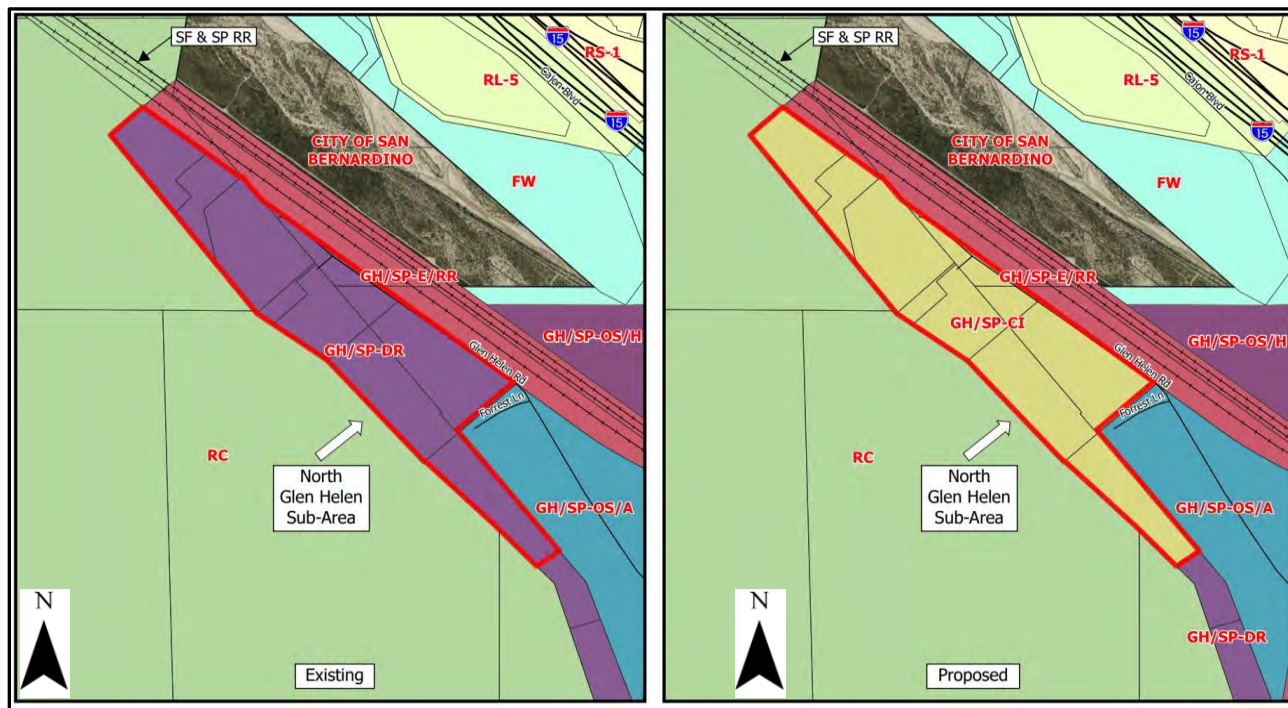 SF & SP RR
15
RS-1
RL-5
Cajon Blvd
15
CITY OF SAN
BERNARDINO
FW
GH/SP-E/RR
GH/SP-OS/H
GH/SP-DR
Glen Helen Rd
Forrest Ln
RC
North
Glen Helen
Sub-Area
GH/SP-OS/A
N
Existing
SF & SP RR
15
RS-1
RL-5
Cajon Blvd
15
CITY OF SAN
BERNARDINO
FW
GH/SP-E/RR
GH/SP-OS/H
GH/SP-CI
Glen Helen Rd
Forrest Ln
RC
North
Glen Helen
Sub-Area
GH/SP-OS/A
N
GH/SP-DR
Proposed